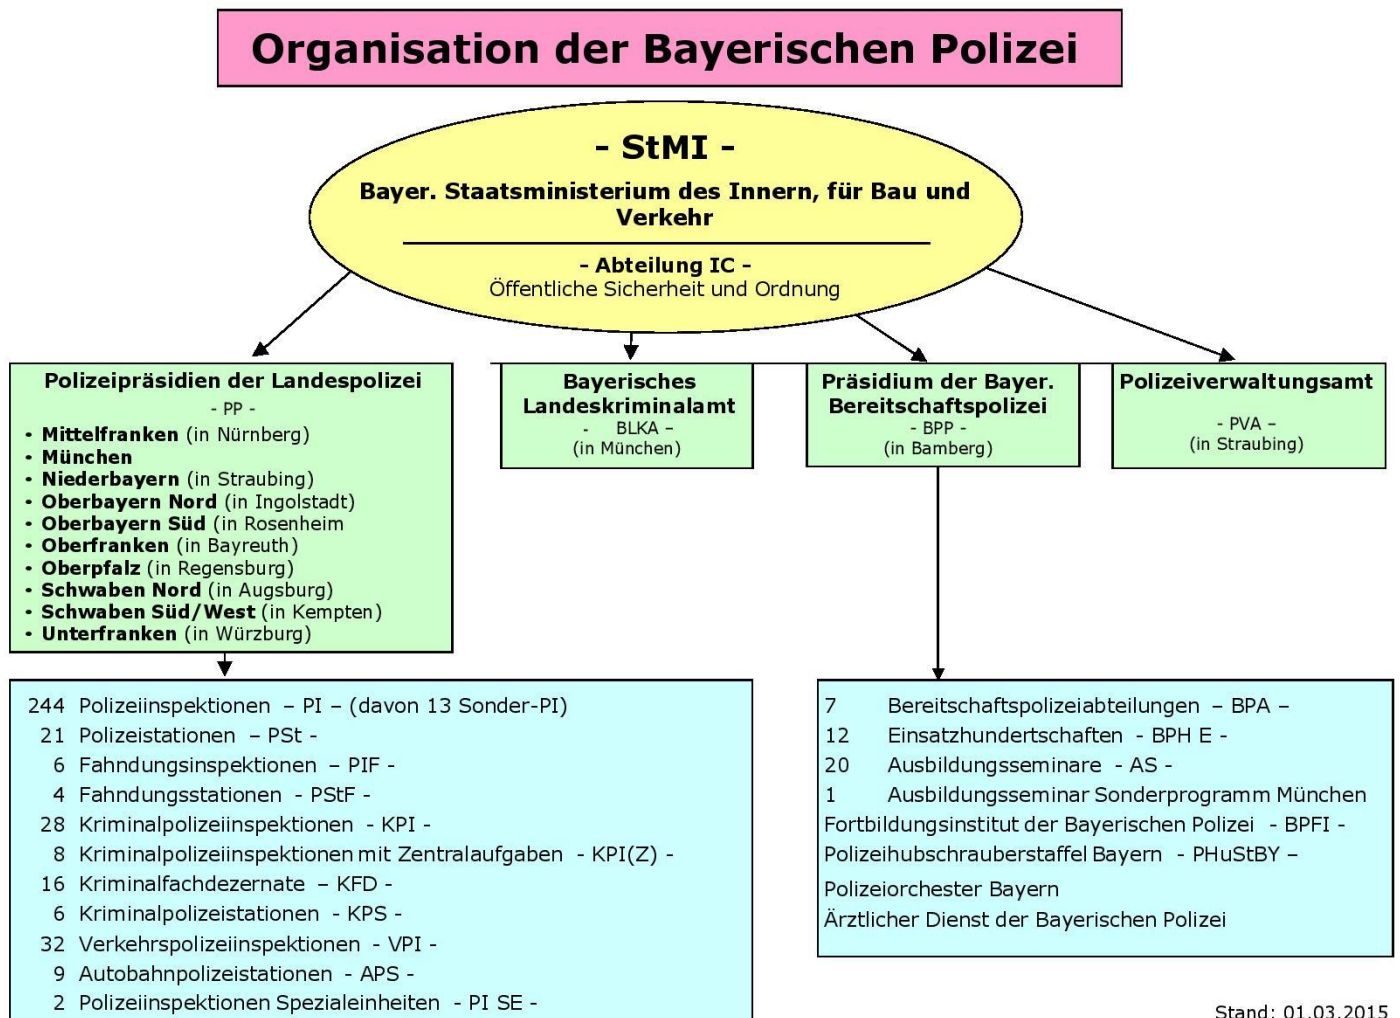 Organisation der Bayerischen Polizei
- StMI -
Bayer. Staatsministerium des Innern, für Bau und
Verkehr
- Abteilung IC -
Öffentliche Sicherheit und Ordnung
Polizeipräsidien der Landespolizei
- PP -
• Mittelfranken (in Nürnberg)
• München
• Niederbayern (in Straubing)
• Oberbayern Nord (in Ingolstadt)
• Oberbayern Süd (in Rosenheim
• Oberfranken (in Bayreuth)
• Oberpfalz (in Regensburg)
• Schwaben Nord (in Augsburg)
• Schwaben Süd/West (in Kempten)
• Unterfranken (in Würzburg)
Bayerisches
Landeskriminalamt
- BLKA –
(in München)
Präsidium der Bayer.
Bereitschaftspolizei
- BPP -
(in Bamberg)
Polizeiverwaltungsamt
- PVA –
(in Straubing)
244 Polizeiinspektionen – PI – (davon 13 Sonder-PI)
21 Polizeistationen – PSt -
6 Fahndungsinspektionen – PIF -
4 Fahndungsstationen - PStF -
28 Kriminalpolizeiinspektionen - KPI -
8 Kriminalpolizeiinspektionen mit Zentralaufgaben - KPI(Z) -
16 Kriminalfachdezernate – KFD -
6 Kriminalpolizeistationen - KPS -
32 Verkehrspolizeiinspektionen - VPI -
9 Autobahnpolizeistationen - APS -
2 Polizeiinspektionen Spezialeinheiten - PI SE -
7 Bereitschaftspolizeiabteilungen – BPA –
12 Einsatzhundertschaften - BPH E -
20 Ausbildungsseminare - AS -
1 Ausbildungsseminar Sonderprogramm München
Fortbildungsinstitut der Bayerischen Polizei - BPFI -
Polizeihubschrauberstaffel Bayern - PHuStBY –
Polizeiorchester Bayern
Ärztlicher Dienst der Bayerischen Polizei
Stand: 01.03.2015